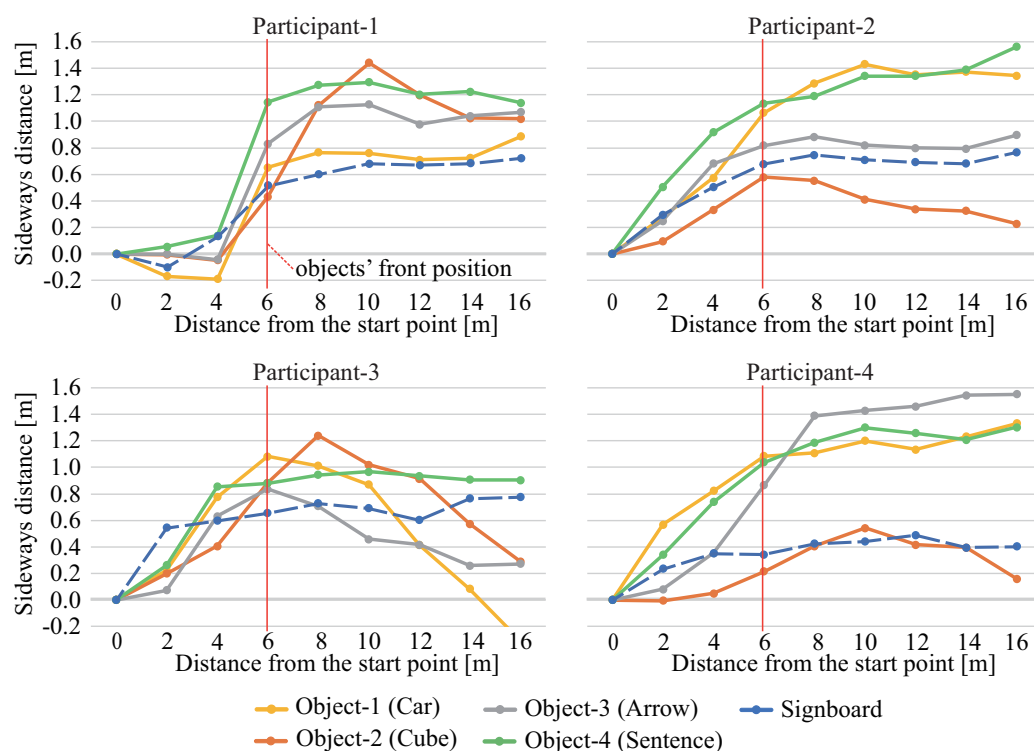 Participant-1
Sideways distance [m]
1.6
1.4
1.2
1.0
0.8
0.6
0.4
0.2
0.0
-0.2
objects' front position
0 2 4 6 8 10 12 14 16
Distance from the start point [m]
Participant-2
0 2 4 6 8 10 12 14 16
Distance from the start point [m]
Participant-3
Sideways distance [m]
1.6
1.4
1.2
1.0
0.8
0.6
0.4
0.2
0.0
-0.2
0 2 4 6 8 10 12 14 16
Distance from the start point [m]
Participant-4
0 2 4 6 8 10 12 14 16
Distance from the start point [m]
Object-1 (Car) Object-3 (Arrow) Signboard
Object-2 (Cube) Object-4 (Sentence)